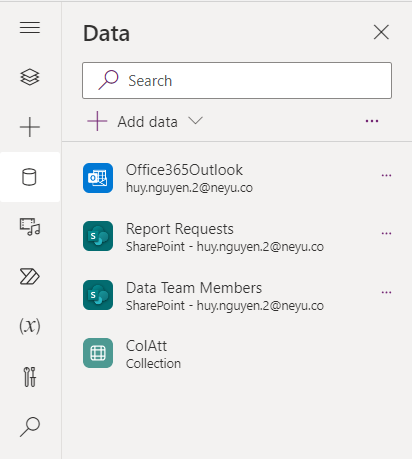 Data
Search
Add data
Office365Outlook
huy.nguyen.2@neyu.co
Report Requests
SharePoint - huy.nguyen.2@neyu.co
Data Team Members
SharePoint - huy.nguyen.2@neyu.co
ColAtt
Collection
(x)